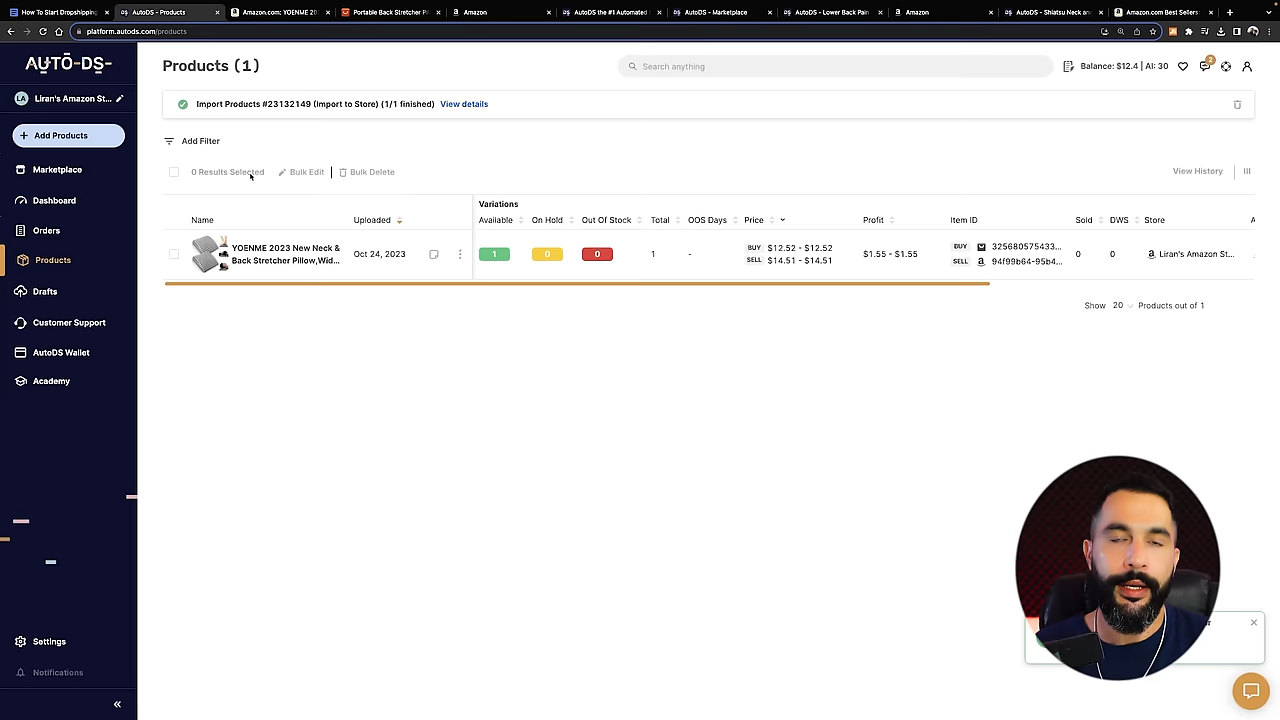 How To Start Dropshipping
AutoDS - Products
Amazon.com: YOENME 202
Portable Back Stretcher Pi
Amazon
AutoDS the #1 Automated
AutoDS - Marketplace
AutoDS - Lower Back Pain
Amazon
AutoDS - Shiatsu Neck an
Amazon.com Best Sellers:
platform.autods.com/products
AUTO-DS-
Products (1)
Search anything
Balance: $12.4 | AI: 30
2
LA
Liran's Amazon St...
Import Products #23132149 (Import to Store) (1/1 finished) View details
Add Products
Add Filter
Marketplace
0 Results Selected
Bulk Edit
Bulk Delete
View History
Dashboard
Variations
Name
Uploaded
Available
On Hold
Out Of Stock
Total
OOS Days
Price
Profit
Item ID
Sold
DWS
Store
Orders
Products
YOENME 2023 New Neck &
Back Stretcher Pillow,Wid...
Oct 24, 2023
1
0
0
1
-
BUY $12.52 - $12.52
SELL $14.51 - $14.51
$1.55 - $1.55
BUY 325680575433...
SELL 94f99b64-95b4...
0
0
Liran's Amazon St...
Drafts
Show 20 Products out of 1
Customer Support
AutoDS Wallet
Academy
Settings
Notifications